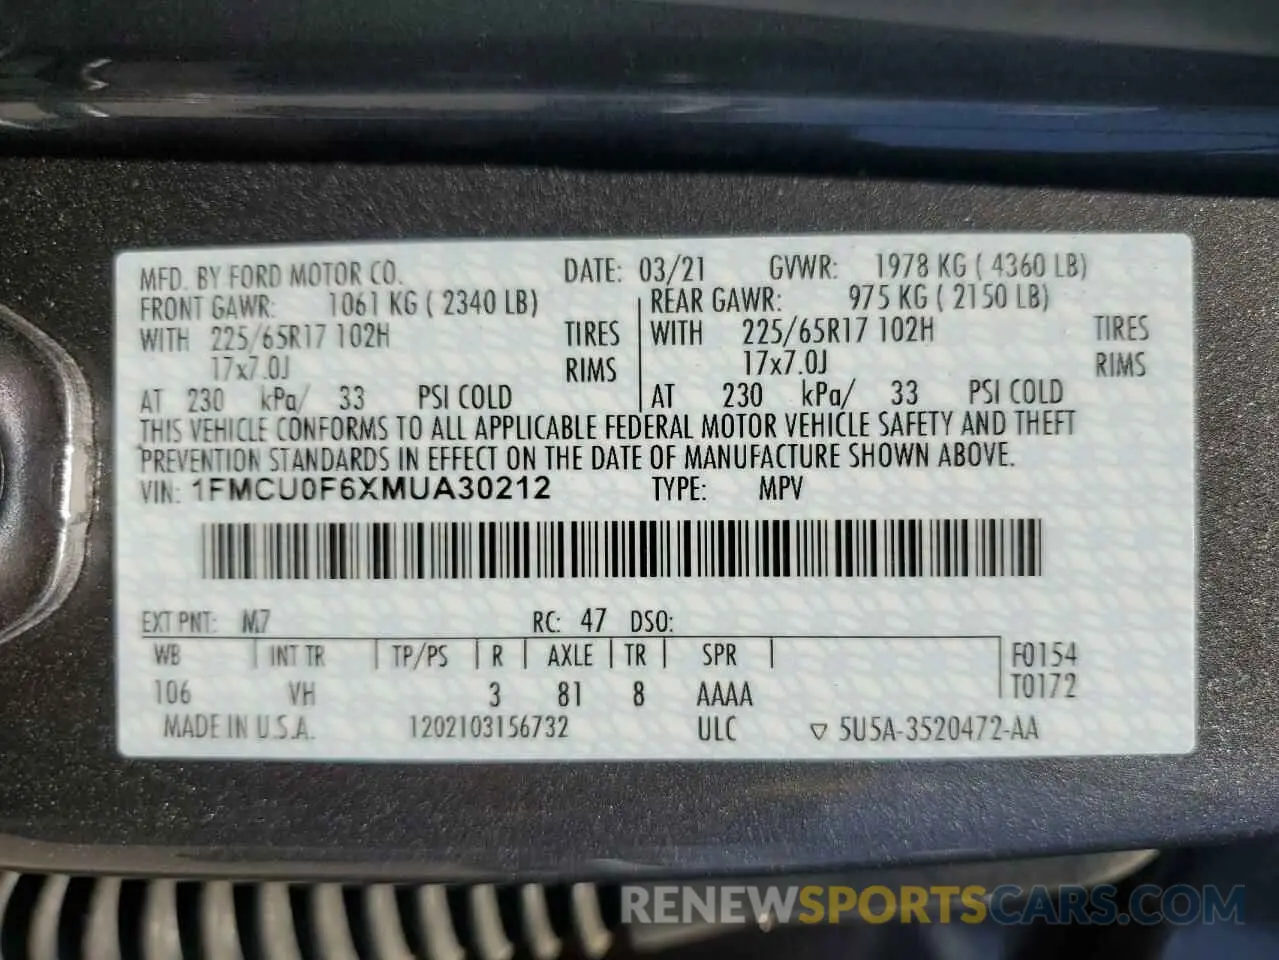 MFD. BY FORD MOTOR CO. DATE: 03/21 GVWR: 1978 KG ( 4360 LB)
FRONT GAWR: 1061 KG ( 2340 LB) REAR GAWR: 975 KG ( 2150 LB)
WITH 225/65R17 102H TIRES WITH 225/65R17 102H TIRES
17x7.0J RIMS 17x7.0J RIMS
AT 230 kPa/ 33 PSI COLD AT 230 kPa/ 33 PSI COLD
THIS VEHICLE CONFORMS TO ALL APPLICABLE FEDERAL MOTOR VEHICLE SAFETY AND THEFT
PREVENTION STANDARDS IN EFFECT ON THE DATE OF MANUFACTURE SHOWN ABOVE.
VIN: 1FMCU0F6XMUA30212 TYPE: MPV
EXT PNT: M7 RC: 47 DSO:
WB INT TR TP/PS R AXLE TR SPR F0154
106 VH 3 81 8 AAAA T0172
MADE IN U.S.A. 1202103156732 ULC ▽ 5U5A-3520472-AA
RENEWSPORTSCARS.COM